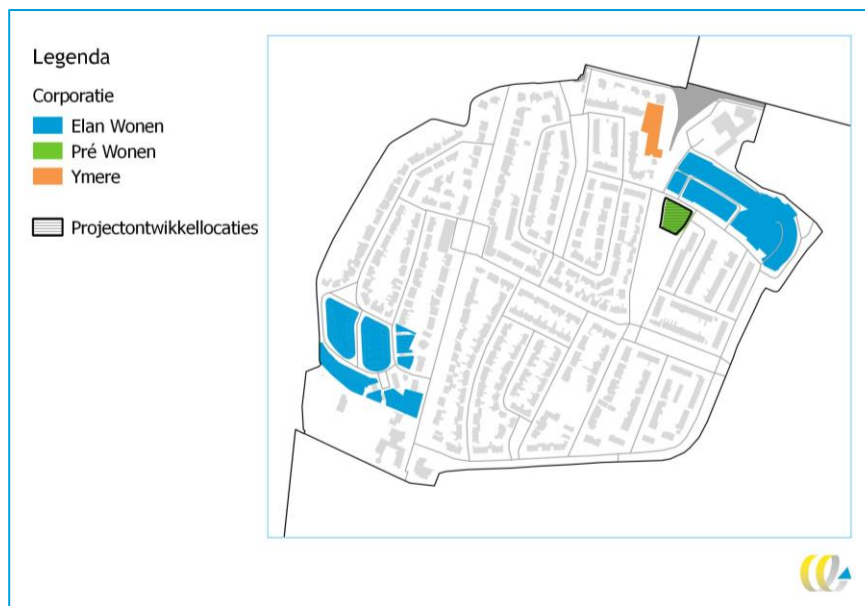 Legenda
Corporatie
Elan Wonen
Pré Wonen
Ymere
Projectontwikkellocaties